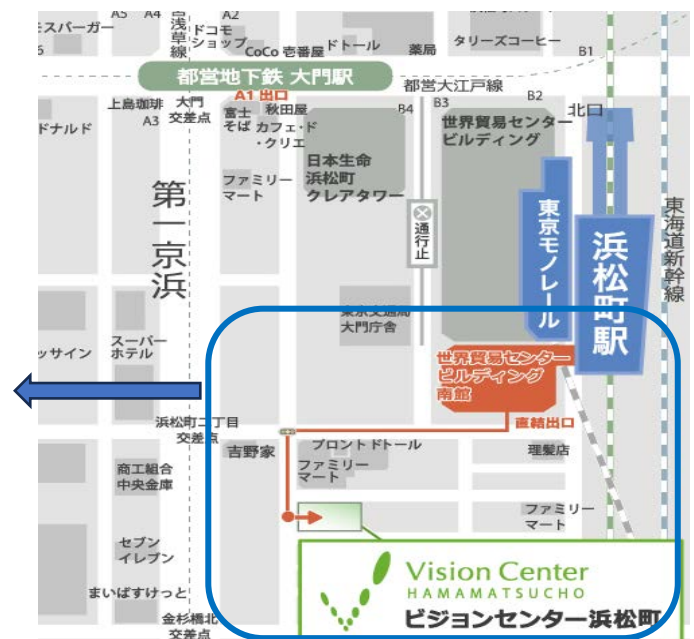 モスバーガー
A5
A4
宮
浅草線
A2
ドコモ
ショップ
CoCo 壱番屋
ドトール
薬局
タリーズコーヒー
B1
都営地下鉄 大門駅
都営大江戸線
上島珈琲
A3
大門
交差点
A1 出口
富士
そば
秋田屋
カフェ・ド
・クリエ
B4
B3
B2
北口
ドナルド
世界貿易センター
ビルディング
日本生命
浜松町
クレアタワー
ファミリー
マート
第一京浜
通行止
東京モノレール
浜松町駅
東海道新幹線
東京交通局
大門庁舎
ッサイン
スーパー
ホテル
世界貿易センター
ビルディング
南館
直結出口
浜松町二丁目
交差点
吉野家
プロント
ドトール
ファミリー
マート
理髪店
商工組合
中央金庫
ファミリー
マート
セブン
イレブン
まいばすけっと
金杉橋北
交差点
Vision Center
HAMAMATSUCHO
ビジョンセンター浜松町